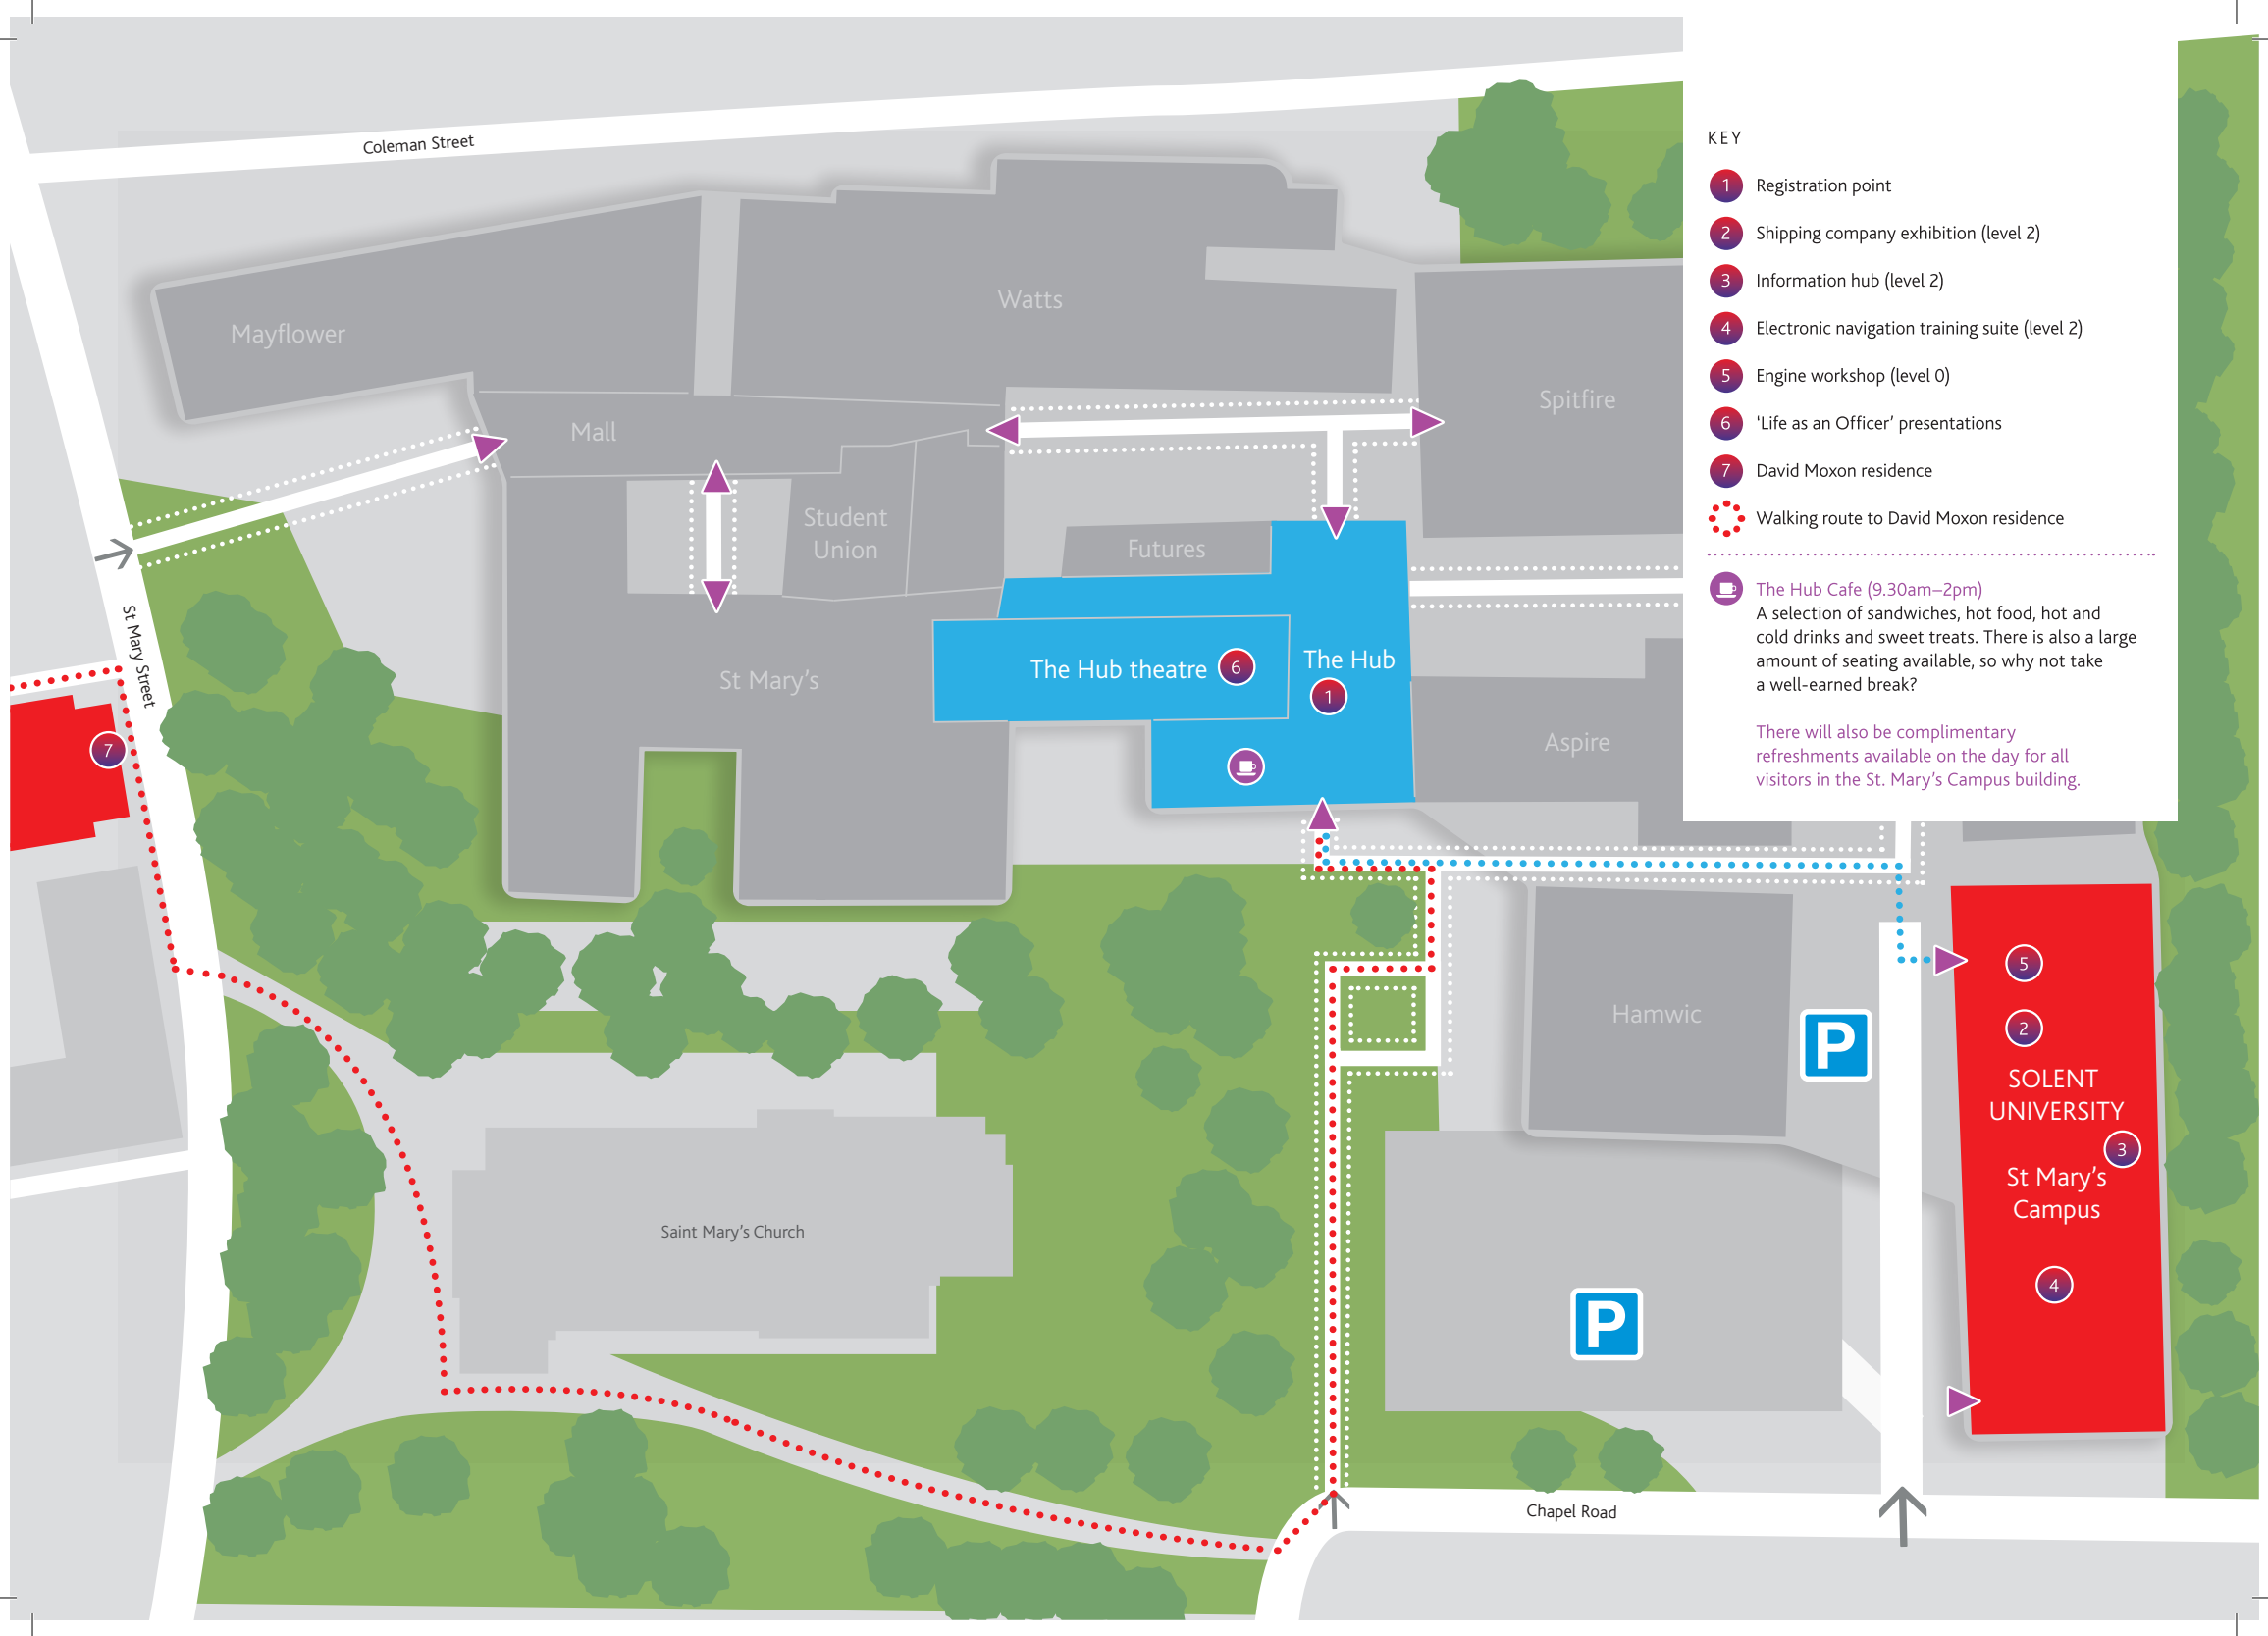 Coleman Street
KEY
1 Registration point
2 Shipping company exhibition (level 2)
3 Information hub (level 2)
4 Electronic navigation training suite (level 2)
5 Engine workshop (level 0)
6 ‘Life as an Officer’ presentations
7 David Moxon residence
Walking route to David Moxon residence
The Hub Cafe (9.30am–2pm)
A selection of sandwiches, hot food, hot and
cold drinks and sweet treats. There is also a large
amount of seating available, so why not take
a well-earned break?
There will also be complimentary
refreshments available on the day for all
visitors in the St. Mary’s Campus building.
Mayflower
Watts
Spitfire
Mall
Student
Union
Futures
St Mary Street
St Mary’s
The Hub theatre 6
The Hub
1
Aspire
7
Hamwic
P
5
2
SOLENT
UNIVERSITY
3
St Mary’s
Campus
4
Saint Mary’s Church
P
Chapel Road